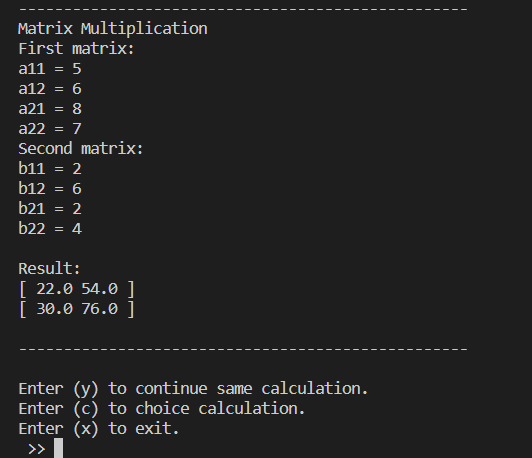 --------------------------------------------------
Matrix Multiplication
First matrix:
a11 = 5
a12 = 6
a21 = 8
a22 = 7
Second matrix:
b11 = 2
b12 = 6
b21 = 2
b22 = 4
Result:
[ 22.0 54.0 ]
[ 30.0 76.0 ]
--------------------------------------------------
Enter (y) to continue same calculation.
Enter (c) to choice calculation.
Enter (x) to exit.
>>